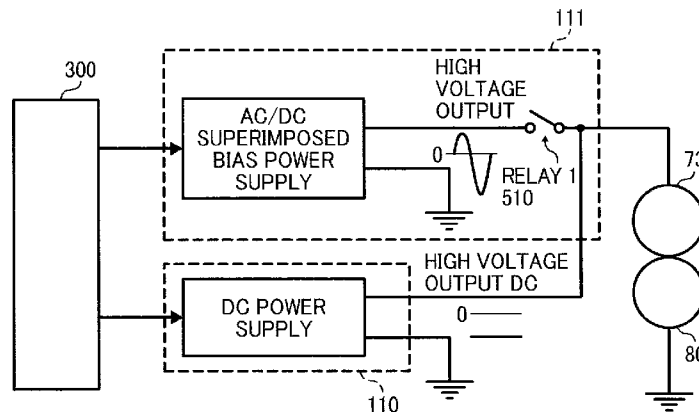 111
300
HIGH
VOLTAGE
OUTPUT
AC/DC
SUPERIMPOSED
BIAS POWER
SUPPLY
0
RELAY 1
510
73
HIGH VOLTAGE
OUTPUT DC
DC POWER
SUPPLY
0
80
110